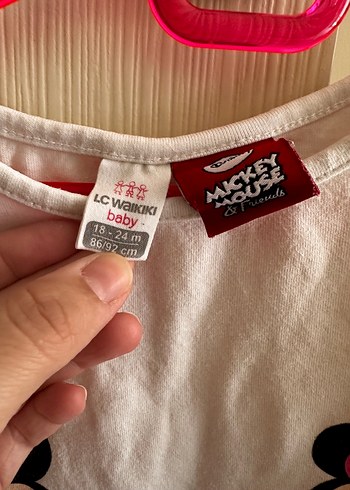 LC WAIKIKI
baby
18 - 24 m
86/92 cm
MICKEY
MOUSE
& Friends